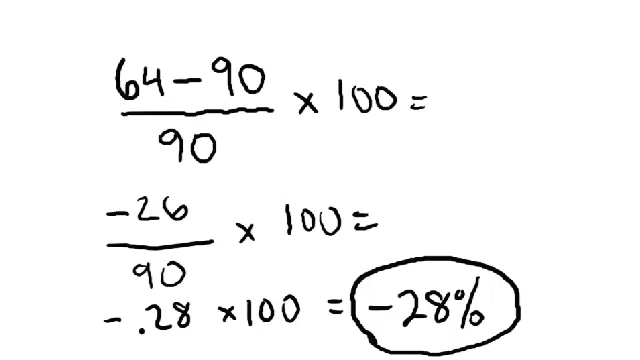 64 - 90 / 90 × 100 =
-26 / 90 × 100 =
-.28 × 100 = -28%